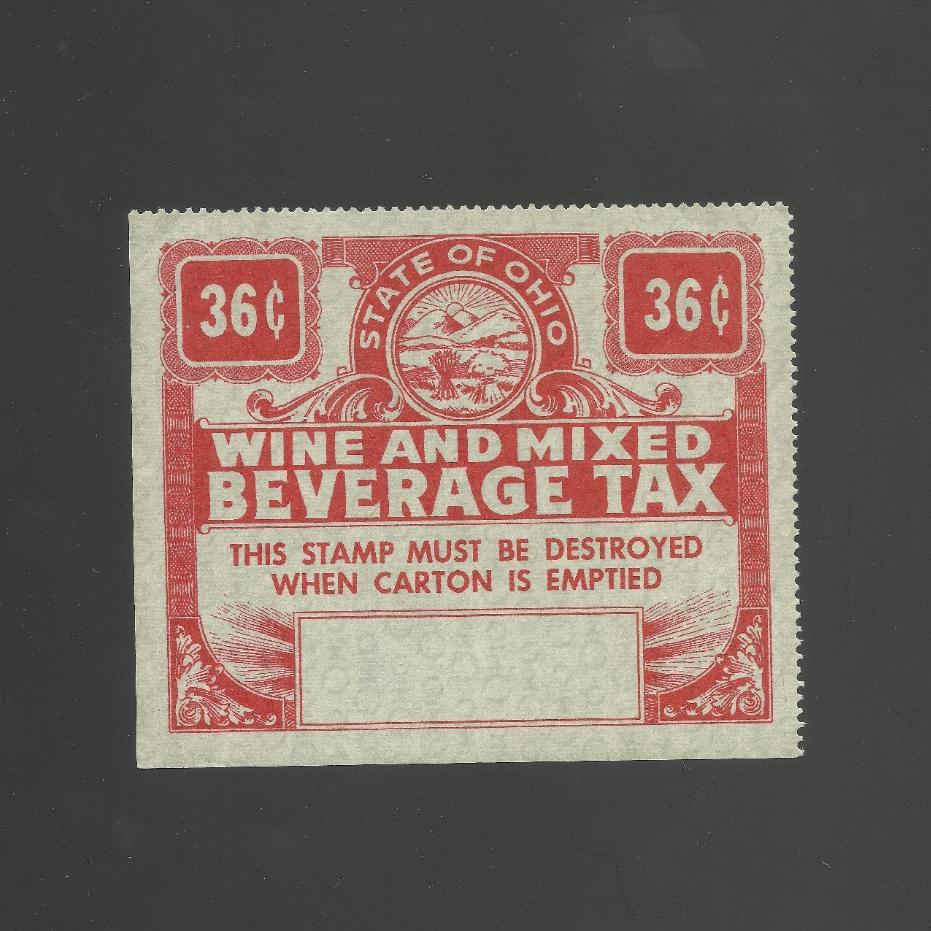 36¢
STATE OF OHIO
36¢
WINE AND MIXED
BEVERAGE TAX
THIS STAMP MUST BE DESTROYED
WHEN CARTON IS EMPTIED